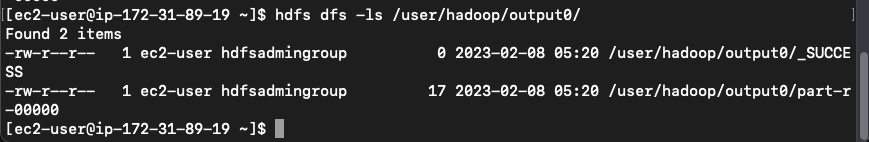 [ec2-user@ip-172-31-89-19 ~]$ hdfs dfs -ls /user/hadoop/output0/
Found 2 items
-rw-r--r--   1 ec2-user hdfsadmingroup          0 2023-02-08 05:20 /user/hadoop/output0/_SUCCE
SS
-rw-r--r--   1 ec2-user hdfsadmingroup         17 2023-02-08 05:20 /user/hadoop/output0/part-r
-00000
[ec2-user@ip-172-31-89-19 ~]$